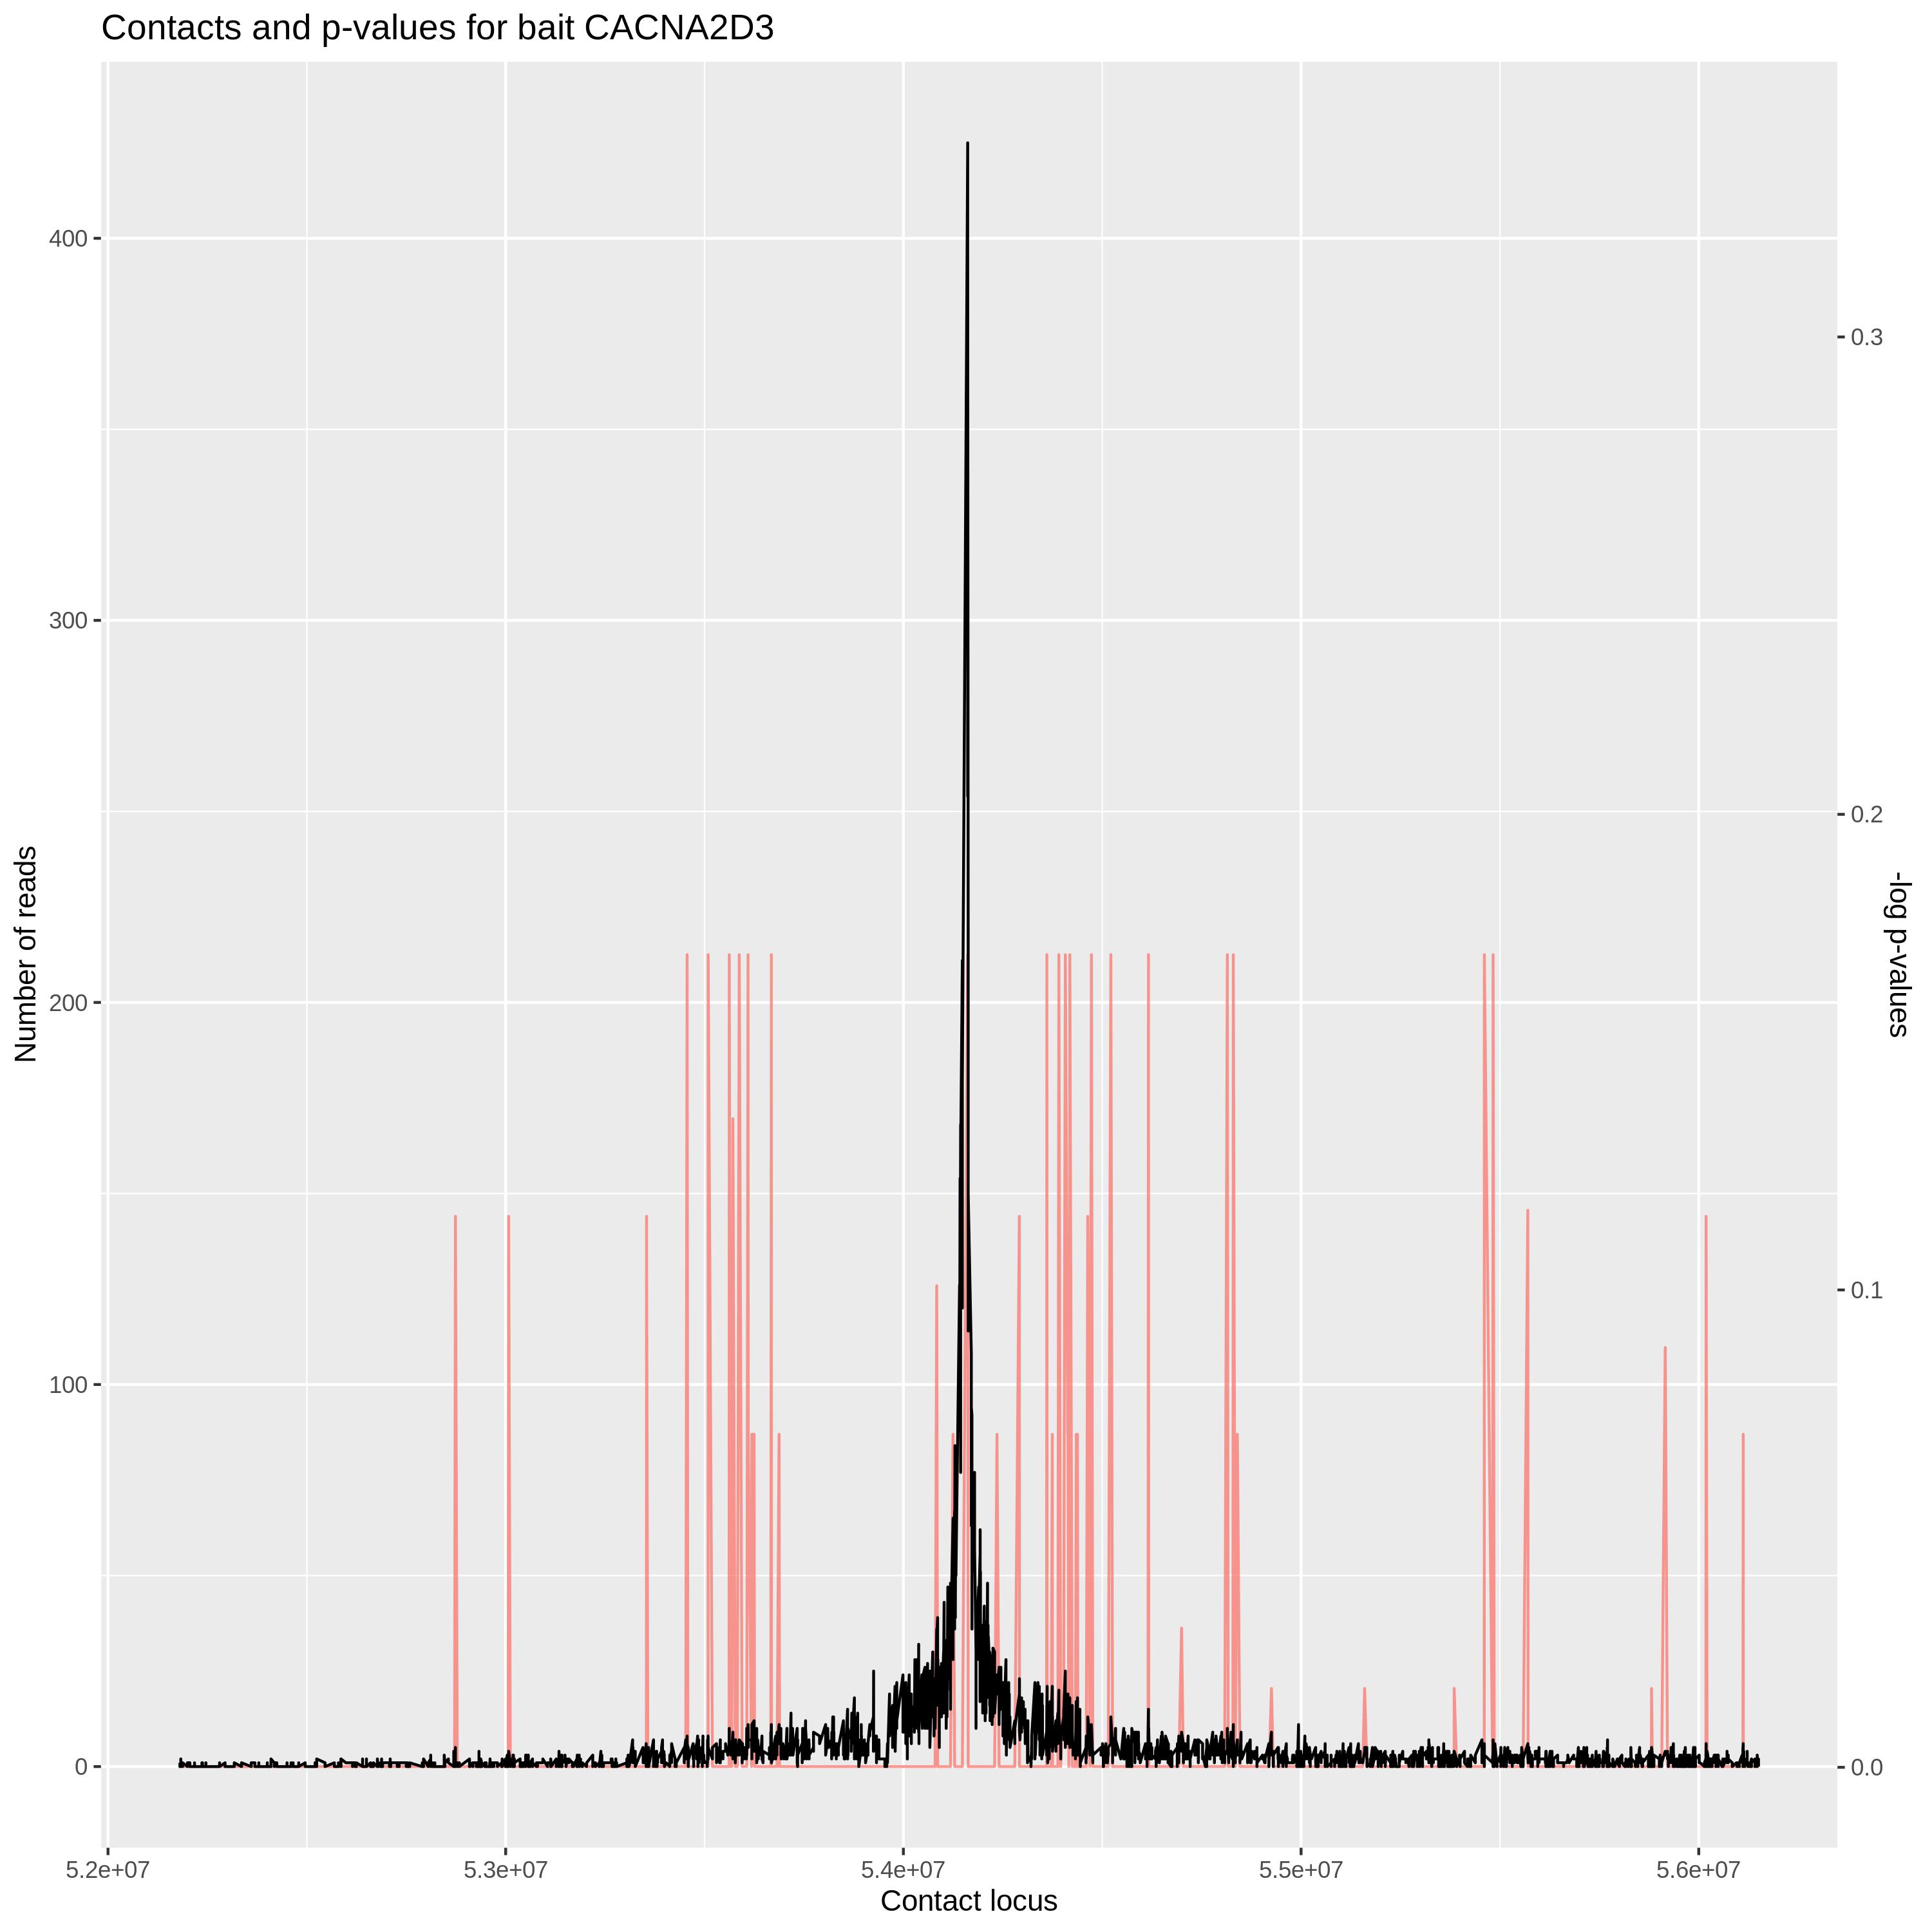 Contacts and p-values for bait CACNA2D3
400
300
200
100
0
Number of reads
0.3
0.2
0.1
0.0
-log p-values
5.2e+07
5.3e+07
5.4e+07
5.5e+07
5.6e+07
Contact locus